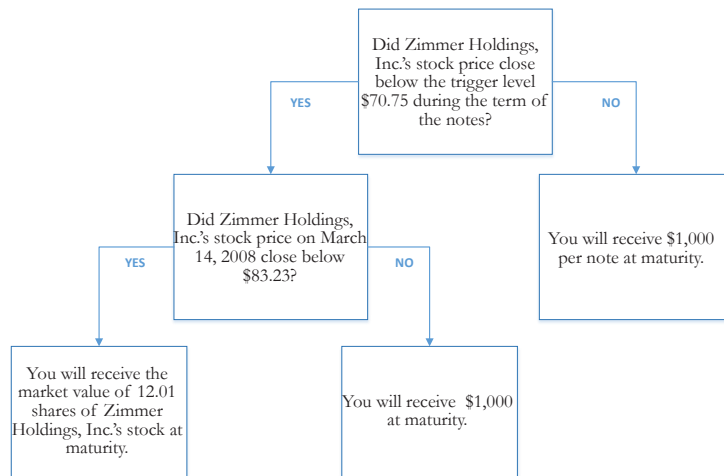 Did Zimmer Holdings,
Inc.'s stock price close
below the trigger level
$70.75 during the term of
the notes?
YES
NO
Did Zimmer Holdings,
Inc.'s stock price on March
14, 2008 close below
$83.23?
You will receive $1,000
per note at maturity.
YES
NO
You will receive the
market value of 12.01
shares of Zimmer
Holdings, Inc.'s stock at
maturity.
You will receive $1,000
at maturity.